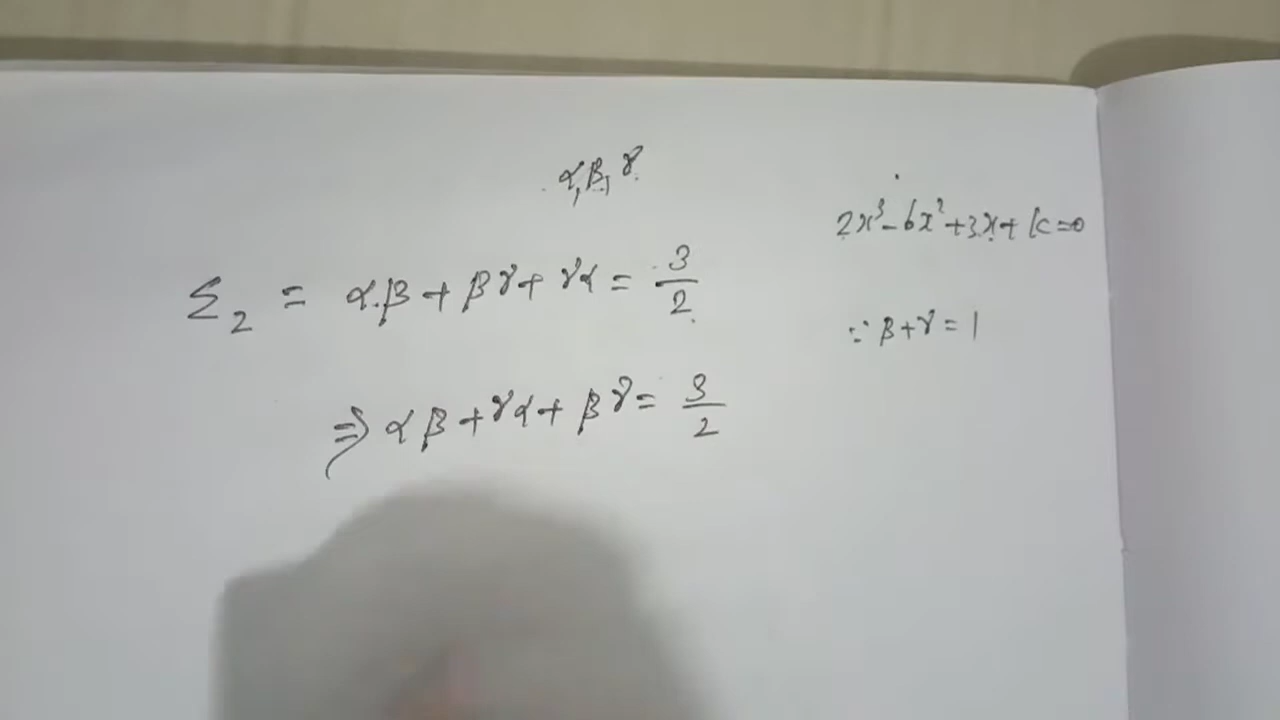 α, β, γ
2x³ - 6x² + 3x + k = 0
Σ₂ = α.β + βγ + γα = 3/2
∵ β + γ = 1
⇒ αβ + γα + βγ = 3/2